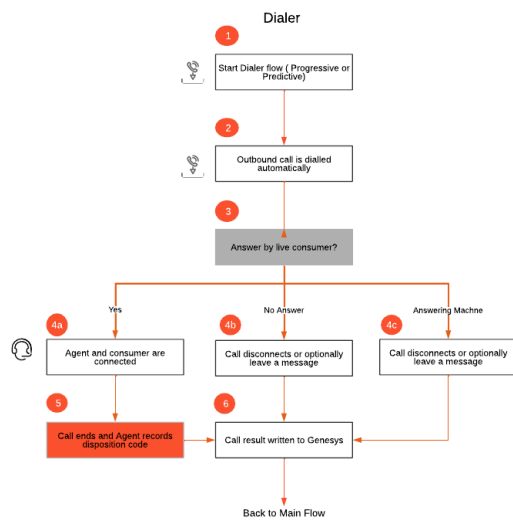 Dialer
1
Start Dialer flow ( Progressive or
Predictive)
2
Outbound call is dialled
automatically
3
Answer by live consumer?
Yes
No Answer
Answering Machne
4a
4b
4c
Agent and consumer are
connected
Call disconnects or optionally
leave a message
Call disconnects or optionally
leave a message
5
6
Call ends and Agent records
disposition code
Call result written to Genesys
Back to Main Flow